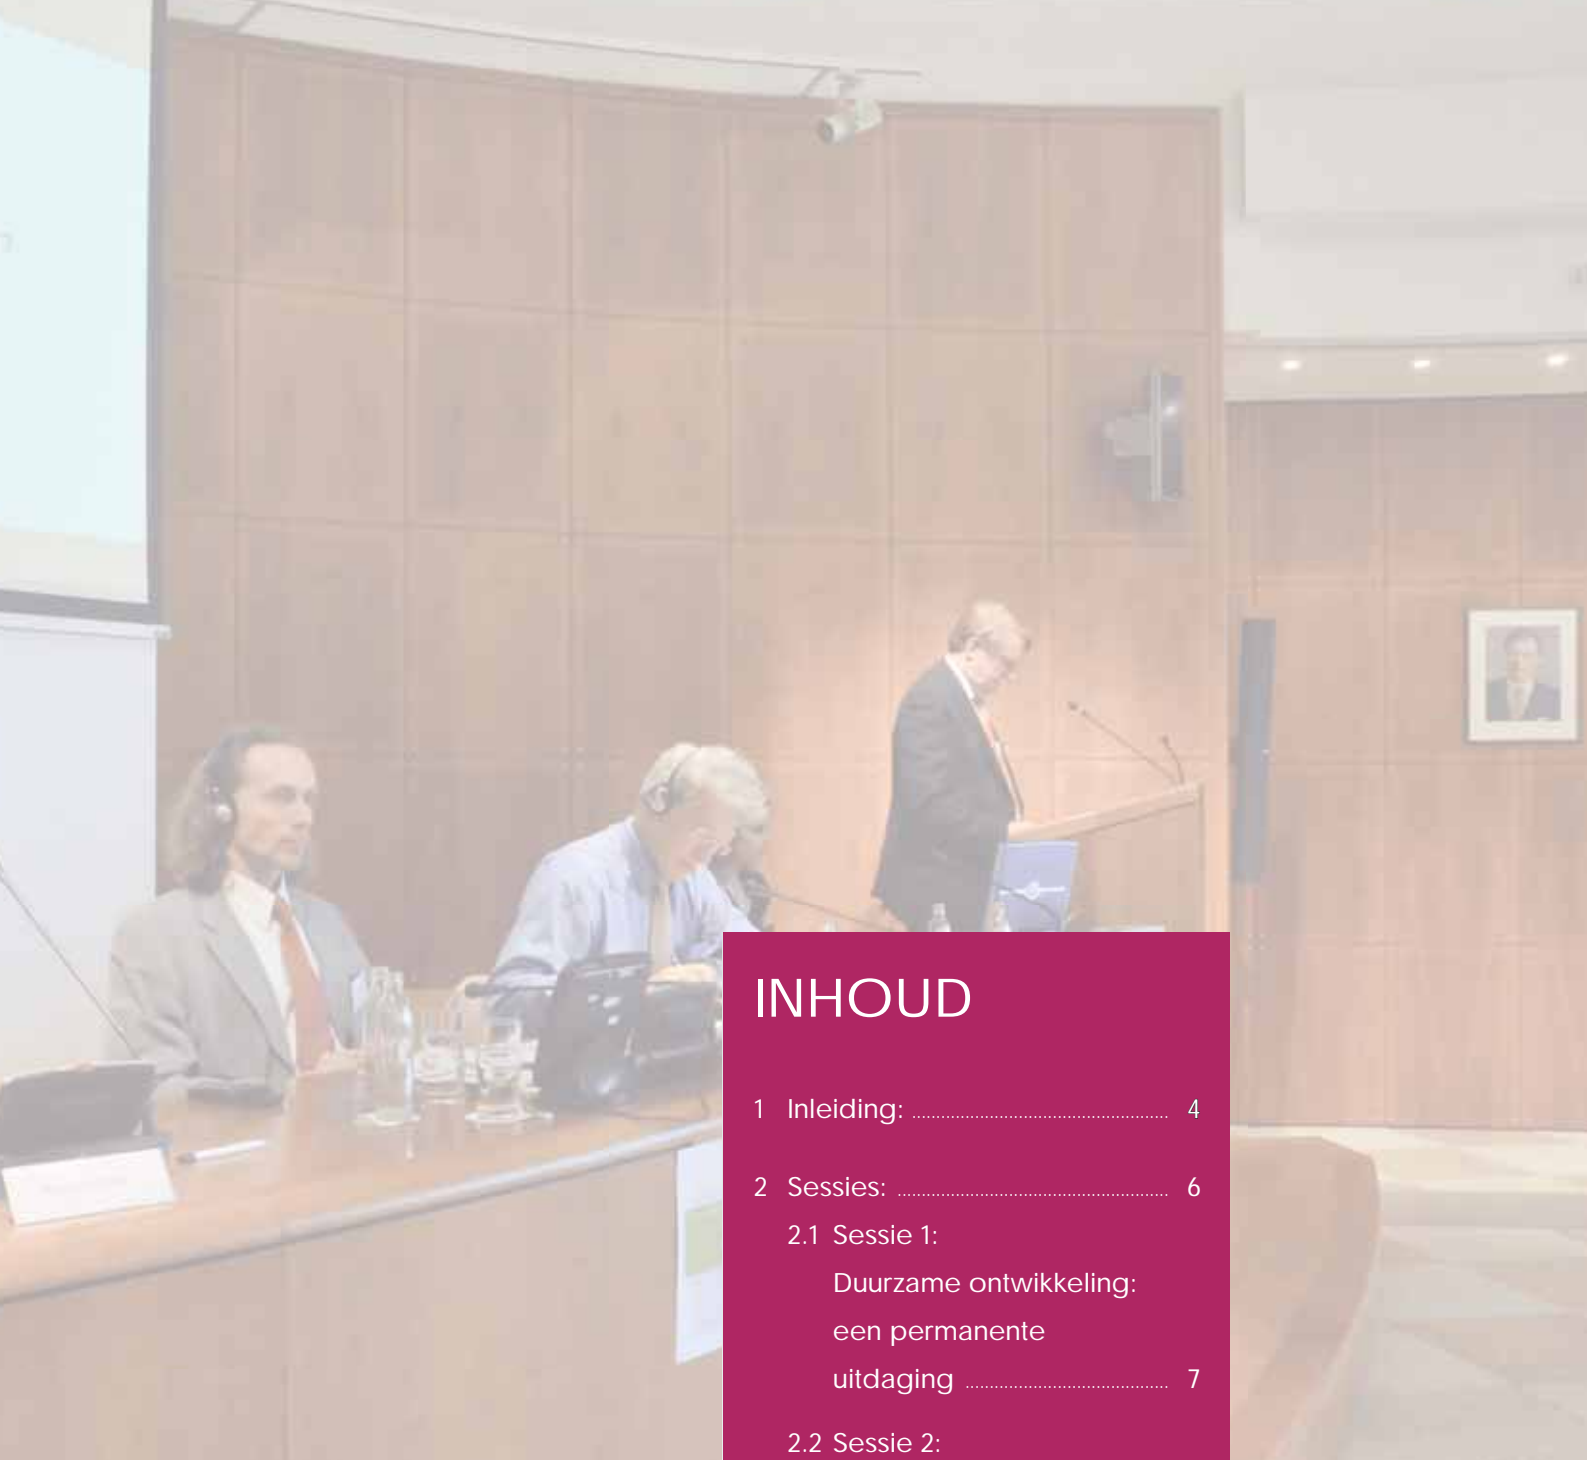 INHOUD
1 Inleiding: 4
2 Sessies: 6
2.1 Sessie 1:
Duurzame ontwikkeling:
een permanente
uitdaging 7
2.2 Sessie 2: